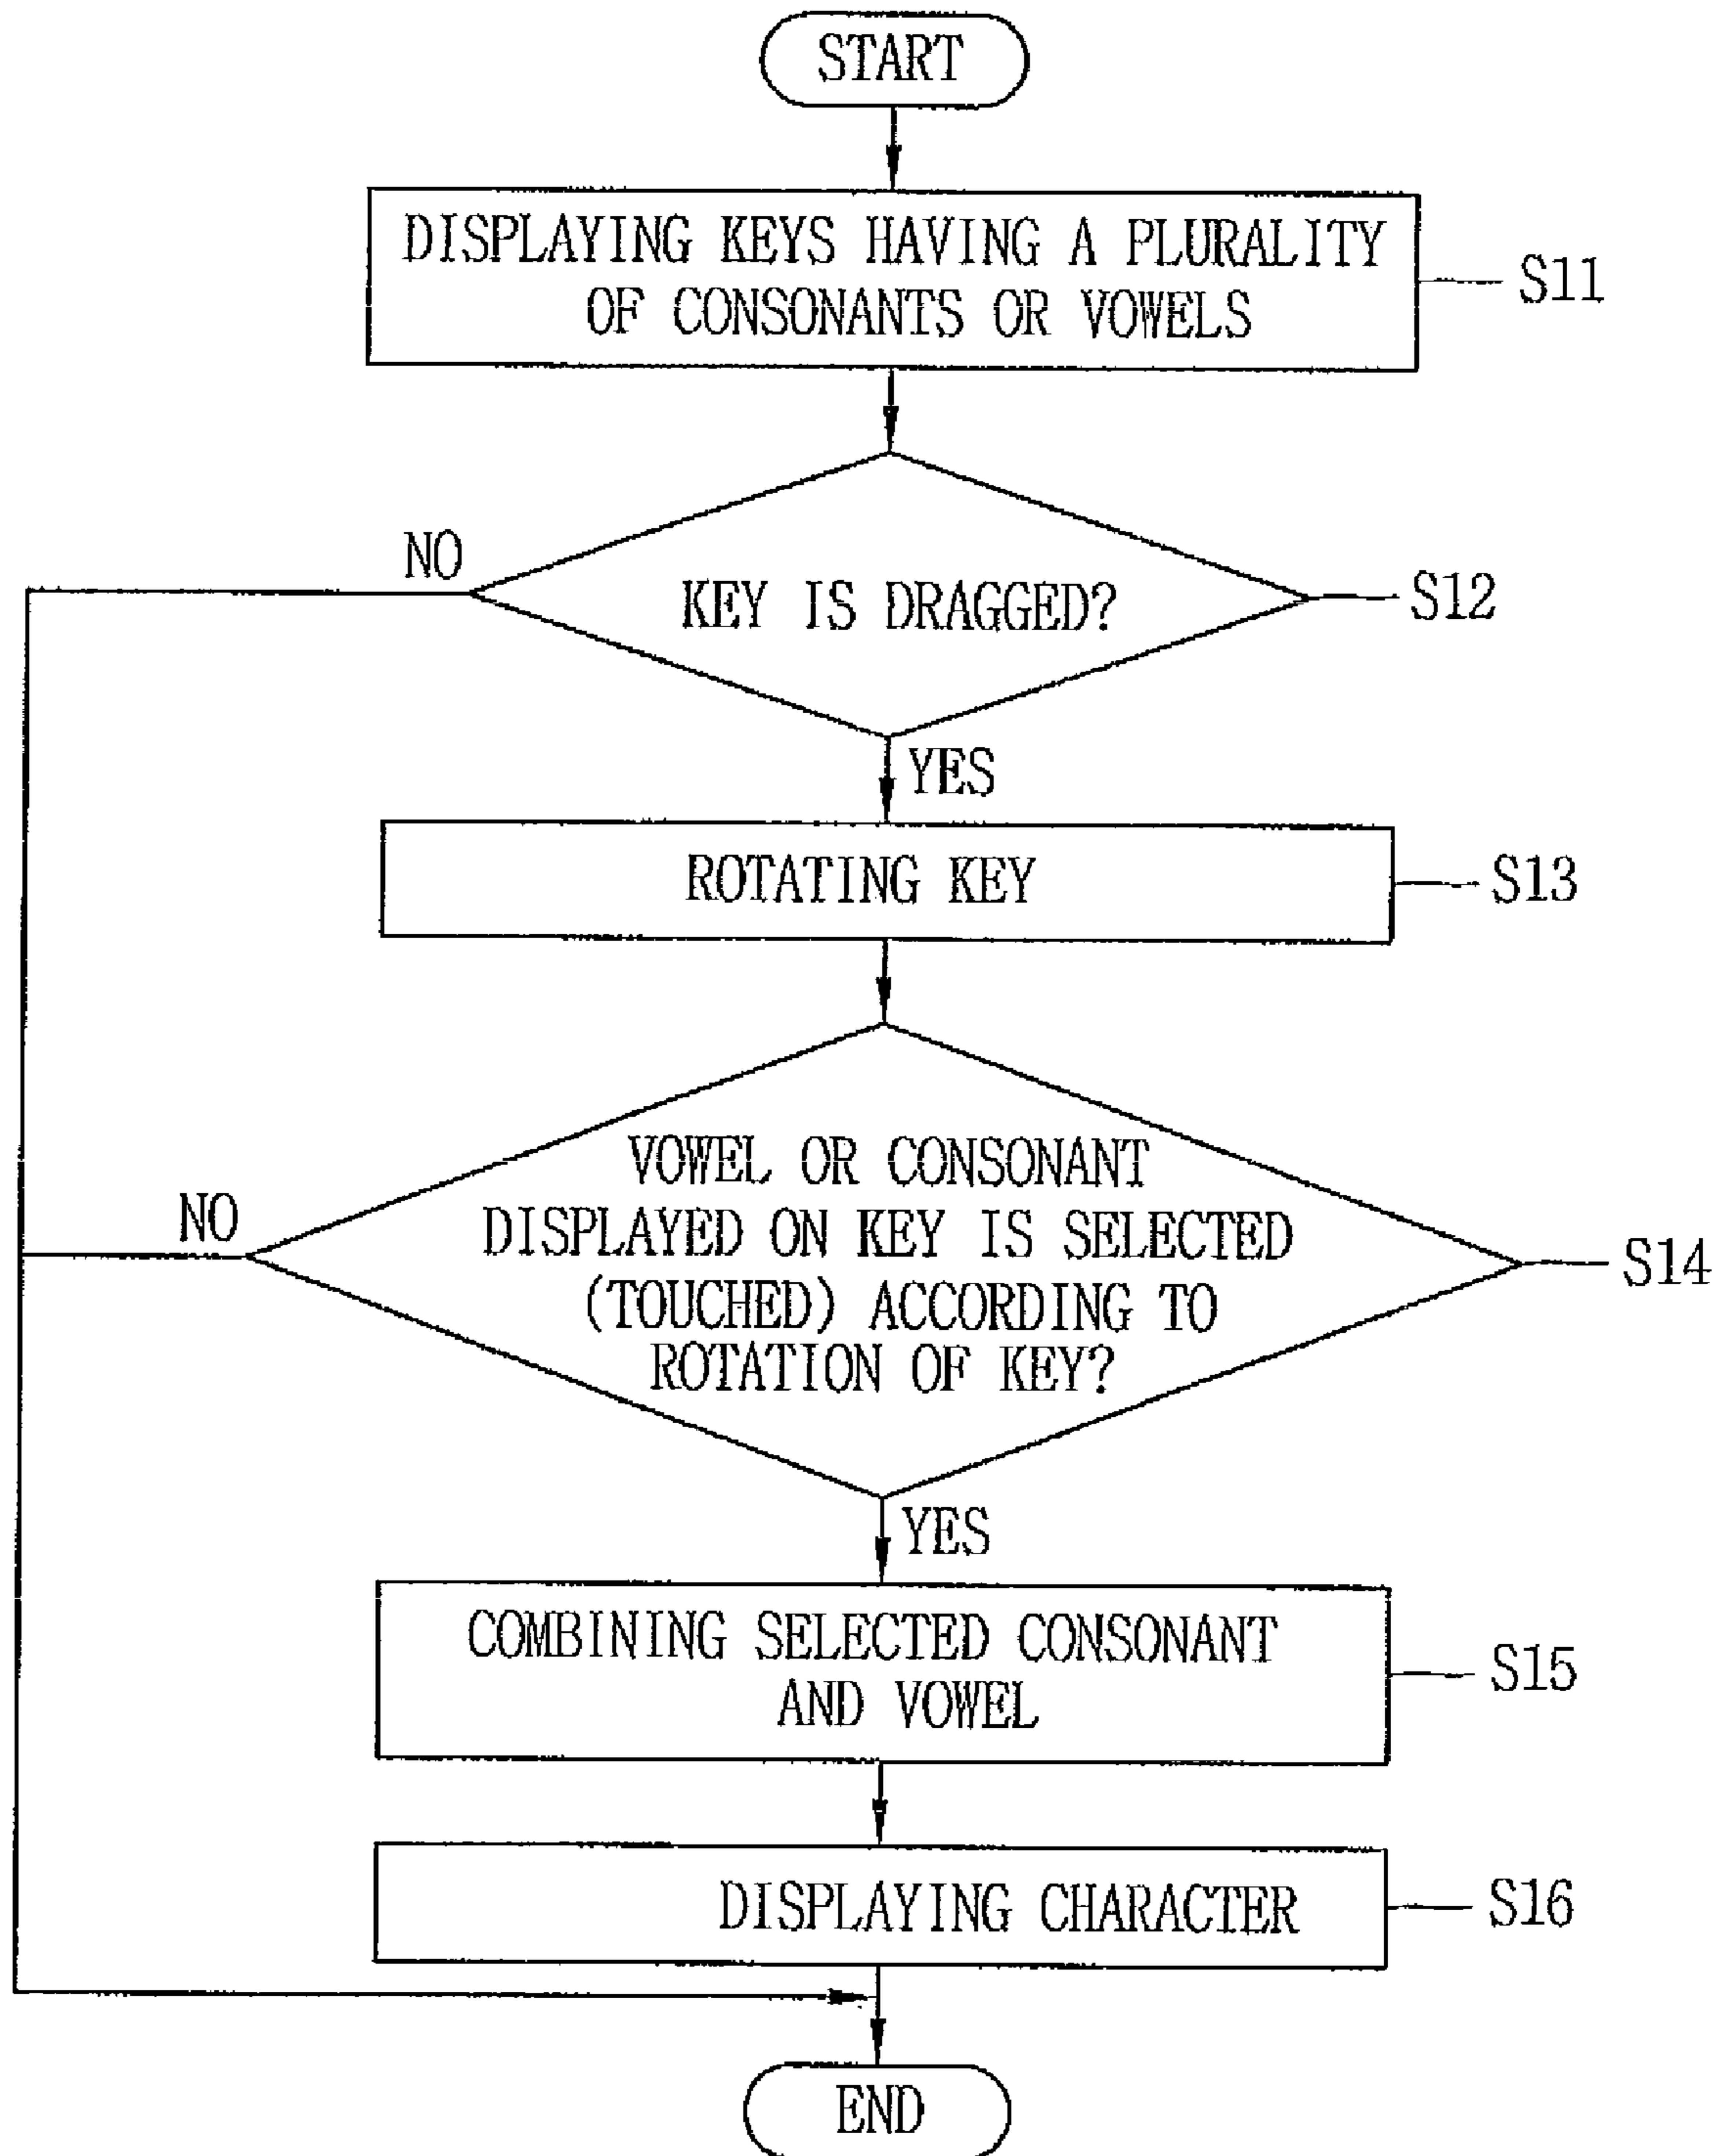 START
DISPLAYING KEYS HAVING A PLURALITY
OF CONSONANTS OR VOWELS
S11
NO
KEY IS DRAGGED?
S12
YES
ROTATING KEY
S13
VOWEL OR CONSONANT
DISPLAYED ON KEY IS SELECTED
(TOUCHED) ACCORDING TO
ROTATION OF KEY?
NO
S14
YES
COMBINING SELECTED CONSONANT
AND VOWEL
S15
DISPLAYING CHARACTER
S16
END